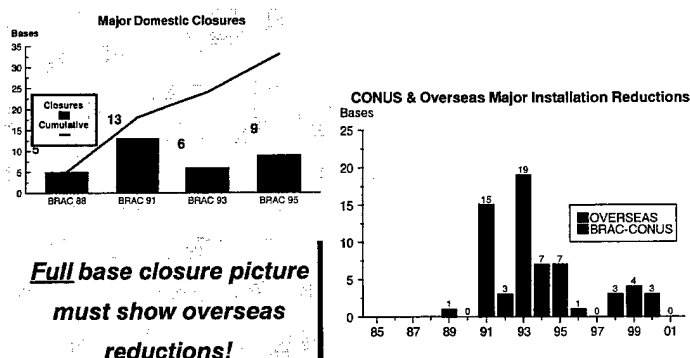 Major Domestic Closures
Bases
35
30
25
20
15
10
5
0
Closures
Cumulative
5
13
6
9
BRAC 88 BRAC 91 BRAC 93 BRAC 95
Full base closure picture
must show overseas
reductions!
CONUS & Overseas Major Installation Reductions
Bases
25
20
15
10
5
0
OVERSEAS
BRAC-CONUS
1 0 15 3 19 7 7 1 0 3 4 3 0
85 87 89 91 93 95 97 99 01